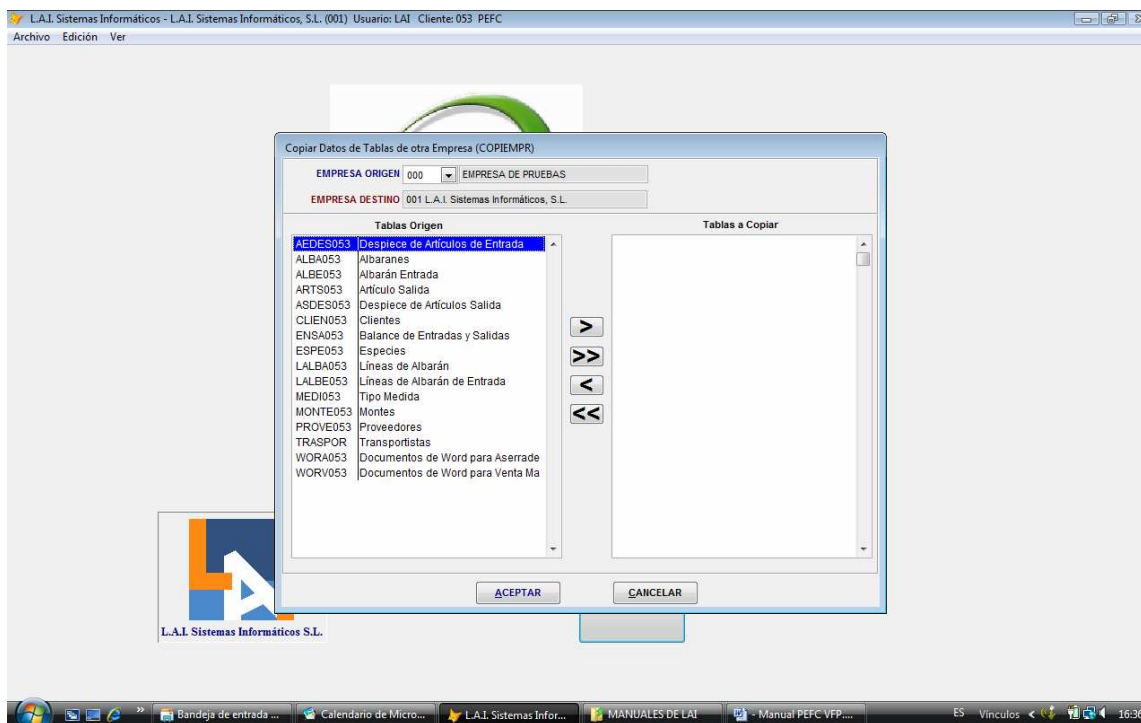 L.A.I. Sistemas Informáticos - L.A.I. Sistemas Informáticos, S.L. (001) Usuario: LAI Cliente: 053 PEFC
Archivo Edición Ver
Copiar Datos de Tablas de otra Empresa (COPIEMPR)
EMPRESA ORIGEN 000 EMPRESA DE PRUEBAS
EMPRESA DESTINO 001 L.A.I. Sistemas Informáticos, S.L.
Tablas Origen Tablas a Copiar
AEDES053 Despiece de Artículos de Entrada
ALBA053 Albaranes
ALBE053 Albarán Entrada
ARTS053 Artículo Salida
ASDES053 Despiece de Artículos Salida
CLIEN053 Clientes
ENSA053 Balance de Entradas y Salidas
ESPE053 Especies
LALBA053 Líneas de Albarán
LALBE053 Líneas de Albarán de Entrada
MEDI053 Tipo Medida
MONTE053 Montes
PROVE053 Proveedores
TRASPOR Transportistas
WORA053 Documentos de Word para Aserrade
WORV053 Documentos de Word para Venta Ma
>
>>
<
<<
ACEPTAR CANCELAR
LA
L.A.I. Sistemas Informáticos S.L.
Bandeja de entrada ... Calendario de Micro... L.A.I. Sistemas Infor... MANUALES DE LAI - Manual PEFC VFP.... ES Vínculos 16:36